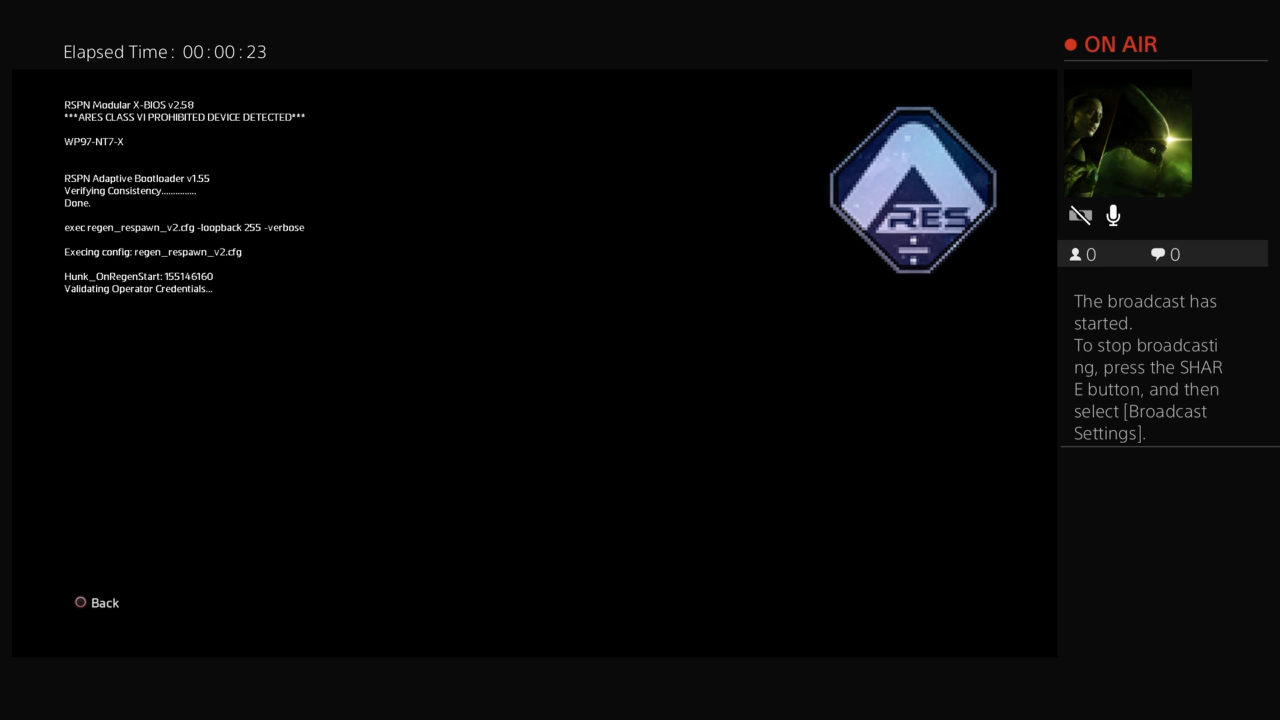 Elapsed Time: 00:00:23
ON AIR
RSPN Modular X-BIOS v2.58
***ARES CLASS VI PROHIBITED DEVICE DETECTED***
WP97-NT7-X
RSPN Adaptive Bootloader v1.55
Verifying Consistency...............
Done.
exec regen_respawn_v2.cfg -loopback 255 -verbose
Execing config: regen_respawn_v2.cfg
Hunk_OnRegenStart: 155146160
Validating Operator Credentials...
ARES
Back
0 0
The broadcast has
started.
To stop broadcasti
ng, press the SHAR
E button, and then
select [Broadcast
Settings].